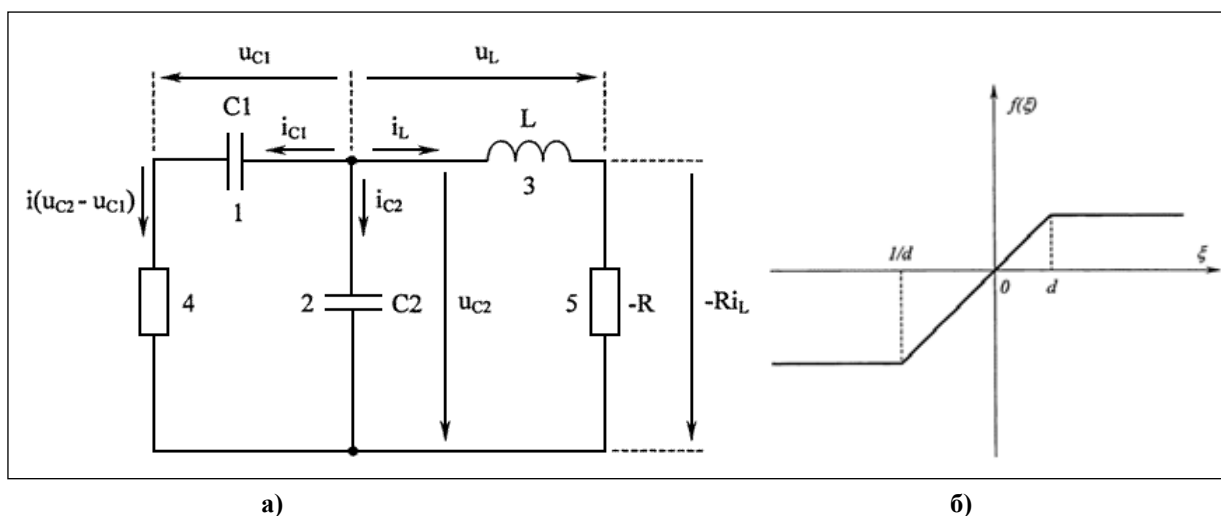 u_C1
u_L
C1
i_C1
i_L
L
i(u_C2 - u_C1)
1
i_C2
3
4
2
C2
u_C2
5
-R
-Ri_L
f(ξ)
1/d
0
d
ξ
а)
б)